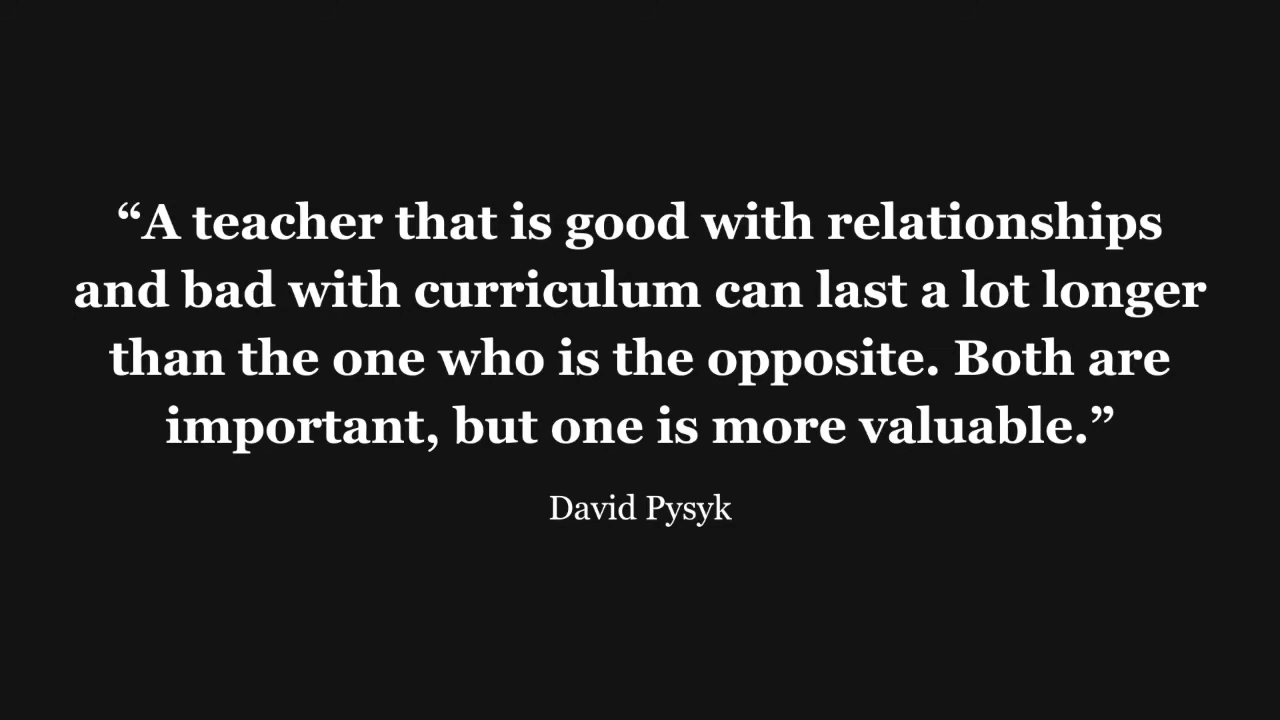 “A teacher that is good with relationships
and bad with curriculum can last a lot longer
than the one who is the opposite. Both are
important, but one is more valuable.”
David Pysyk